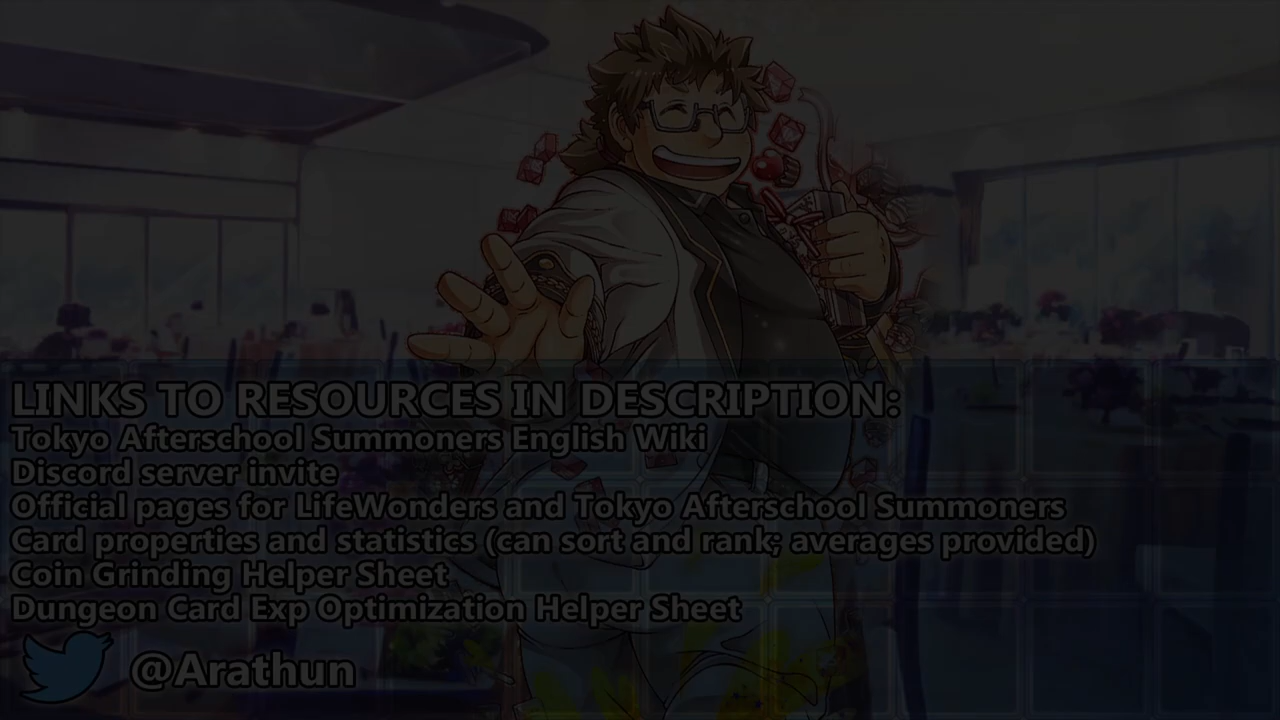 LINKS TO RESOURCES IN DESCRIPTION:
Tokyo Afterschool Summoners English Wiki
Discord server invite
Official pages for LifeWonders and Tokyo Afterschool Summoners
Card properties and statistics (can sort and rank; averages provided)
Coin Grinding Helper Sheet
Dungeon Card Exp Optimization Helper Sheet
@Arathun